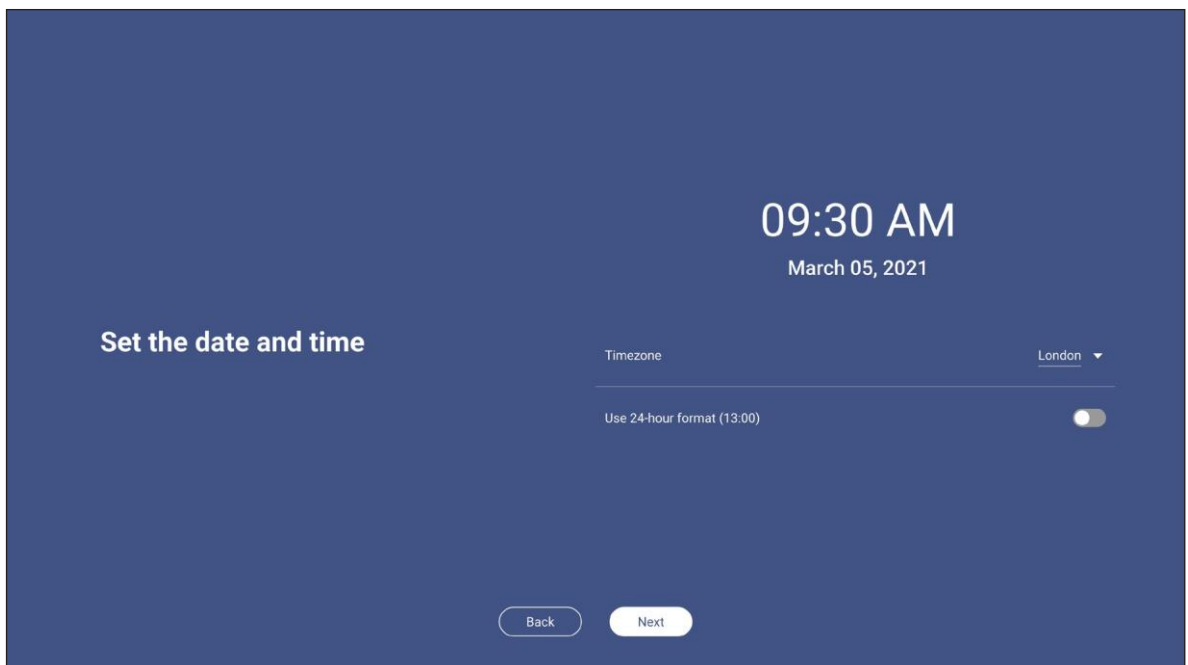 09:30 AM
March 05, 2021
Set the date and time
Timezone
London
Use 24-hour format (13:00)
Back
Next